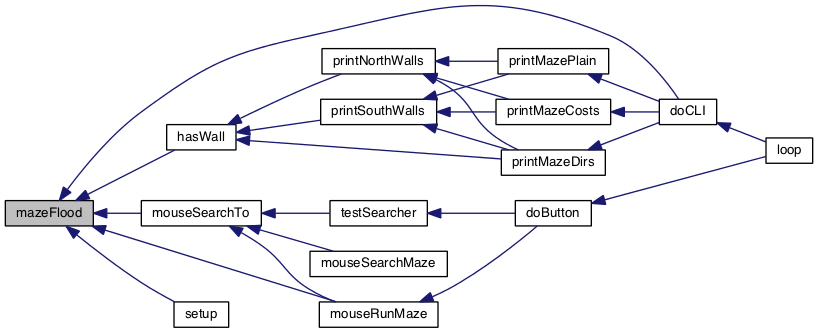 printNorthWalls
printMazePlain
printSouthWalls
printMazeCosts
doCLI
hasWall
loop
printMazeDirs
mazeFlood
mouseSearchTo
testSearcher
doButton
mouseSearchMaze
setup
mouseRunMaze